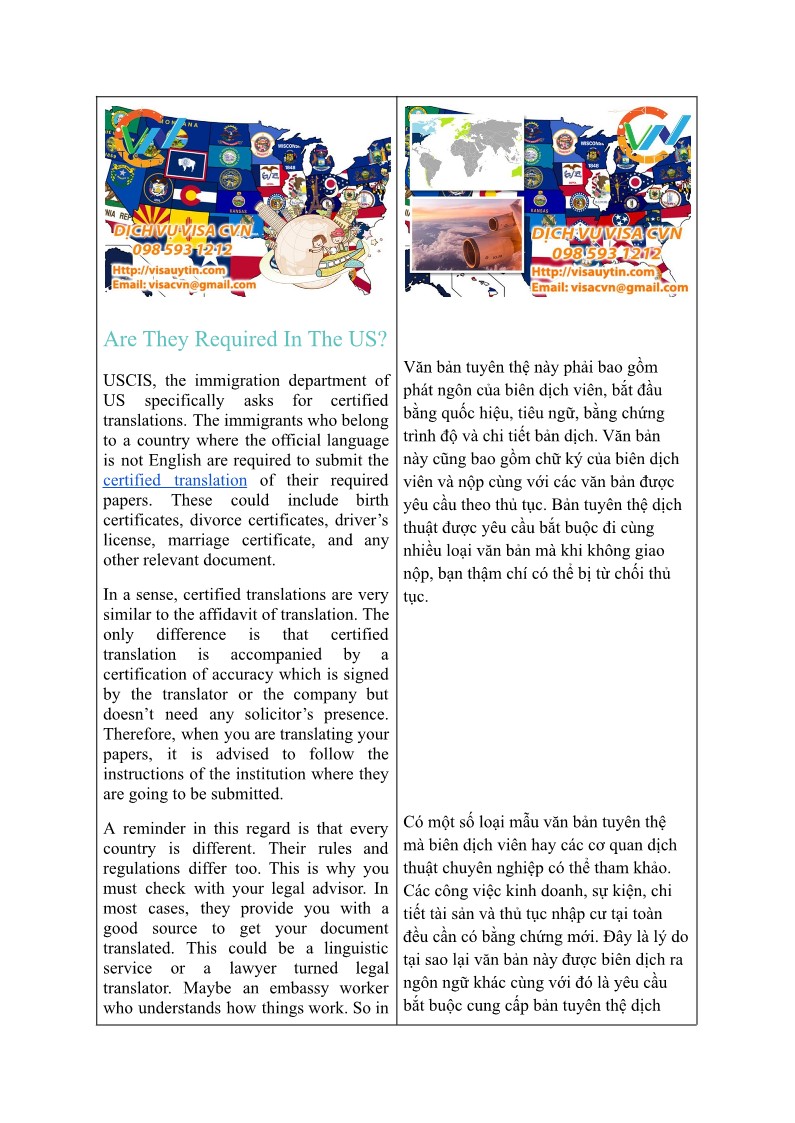 DỊCH VỤ VISA CVN
098 593 1212
Http://visauytin.com
Email: visacvn@gmail.com
Are They Required In The US?
USCIS, the immigration department of
US specifically asks for certified
translations. The immigrants who belong
to a country where the official language
is not English are required to submit the
certified translation of their required
papers. These could include birth
certificates, divorce certificates, driver’s
license, marriage certificate, and any
other relevant document.
In a sense, certified translations are very
similar to the affidavit of translation. The
only difference is that certified
translation is accompanied by a
certification of accuracy which is signed
by the translator or the company but
doesn’t need any solicitor’s presence.
Therefore, when you are translating your
papers, it is advised to follow the
instructions of the institution where they
are going to be submitted.
A reminder in this regard is that every
country is different. Their rules and
regulations differ too. This is why you
must check with your legal advisor. In
most cases, they provide you with a
good source to get your document
translated. This could be a linguistic
service or a lawyer turned legal
translator. Maybe an embassy worker
who understands how things work. So in
DỊCH VỤ VISA CVN
098 593 1212
Http://visauytin.com
Email: visacvn@gmail.com
Văn bản tuyên thệ này phải bao gồm
phát ngôn của biên dịch viên, bắt đầu
bằng quốc hiệu, tiêu ngữ, bằng chứng
trình độ và chi tiết bản dịch. Văn bản
này cũng bao gồm chữ ký của biên dịch
viên và nộp cùng với các văn bản được
yêu cầu theo thủ tục. Bản tuyên thệ dịch
thuật được yêu cầu bắt buộc đi cùng
nhiều loại văn bản mà khi không giao
nộp, bạn thậm chí có thể bị từ chối thủ
tục.
Có một số loại mẫu văn bản tuyên thệ
mà biên dịch viên hay các cơ quan dịch
thuật chuyên nghiệp có thể tham khảo.
Các công việc kinh doanh, sự kiện, chi
tiết tài sản và thủ tục nhập cư tại toàn
đều cần có bằng chứng mới. Đây là lý do
tại sao lại văn bản này được biên dịch ra
ngôn ngữ khác cùng với đó là yêu cầu
bắt buộc cung cấp bản tuyên thệ dịch